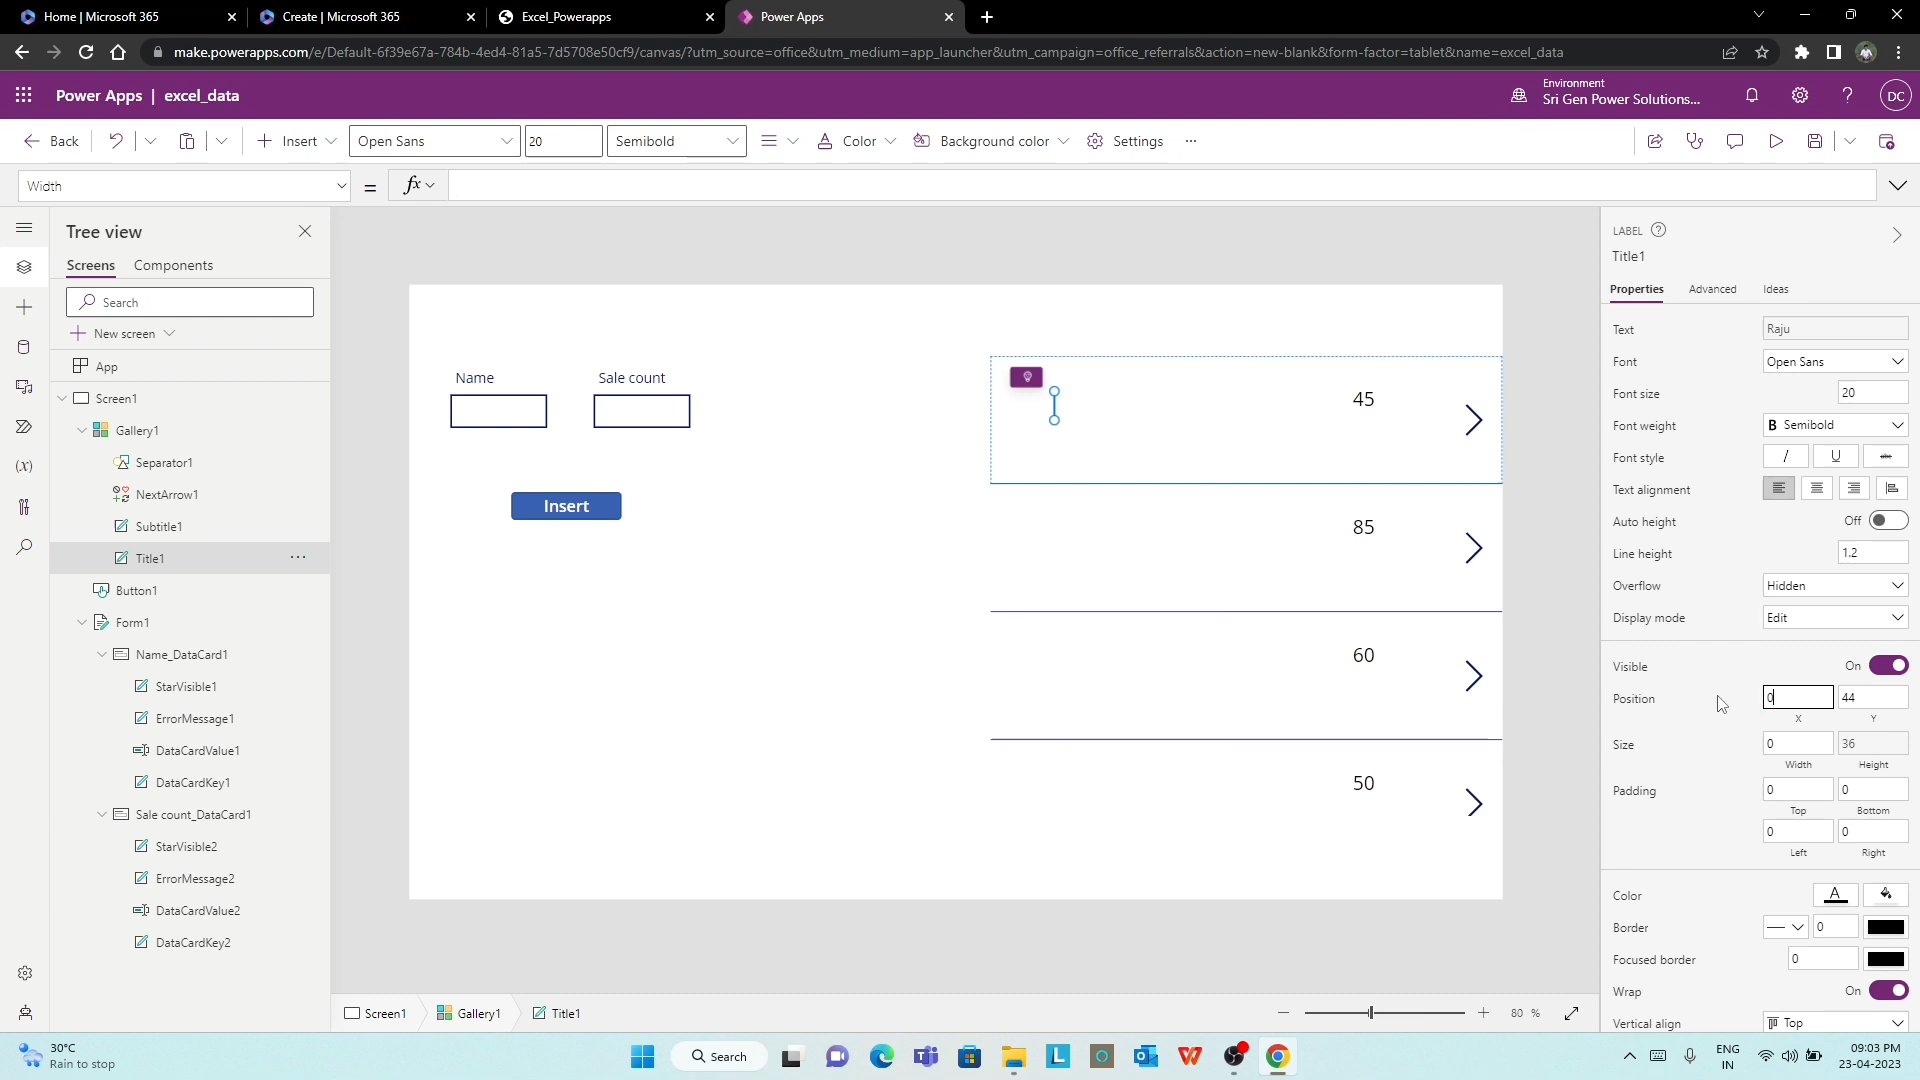 Home | Microsoft 365
Create | Microsoft 365
Excel_Powerapps
Power Apps
make.powerapps.com/e/Default-6f39e67a-784b-4ed4-81a5-7d5708e50cf9/canvas/?utm_source=office&utm_medium=app_launcher&utm_campaign=office_referrals&action=new-blank&form-factor=tablet&name=excel_data
Power Apps | excel_data
Environment
Sri Gen Power Solutions...
DC
Back
Insert
Open Sans
20
Semibold
Color
Background color
Settings
Width
=
fx
Tree view
Screens Components
Search
New screen
App
Screen1
Gallery1
Separator1
NextArrow1
Subtitle1
Title1
Button1
Form1
Name_DataCard1
StarVisible1
ErrorMessage1
DataCardValue1
DataCardKey1
Sale count_DataCard1
StarVisible2
ErrorMessage2
DataCardValue2
DataCardKey2
Name
Sale count
Insert
45
85
60
50
LABEL
Title1
Properties Advanced Ideas
Text Raju
Font Open Sans
Font size 20
Font weight B Semibold
Font style / U abc
Text alignment
Auto height Off
Line height 1.2
Overflow Hidden
Display mode Edit
Visible On
Position 0 44
X Y
Size 0 36
Width Height
Padding 0 0
Top Bottom
0 0
Left Right
Color A
Border 0
Focused border 0
Wrap On
Vertical align Top
Screen1 Gallery1 Title1
80 %
30°C
Rain to stop
Search
ENG
IN
09:03 PM
23-04-2023